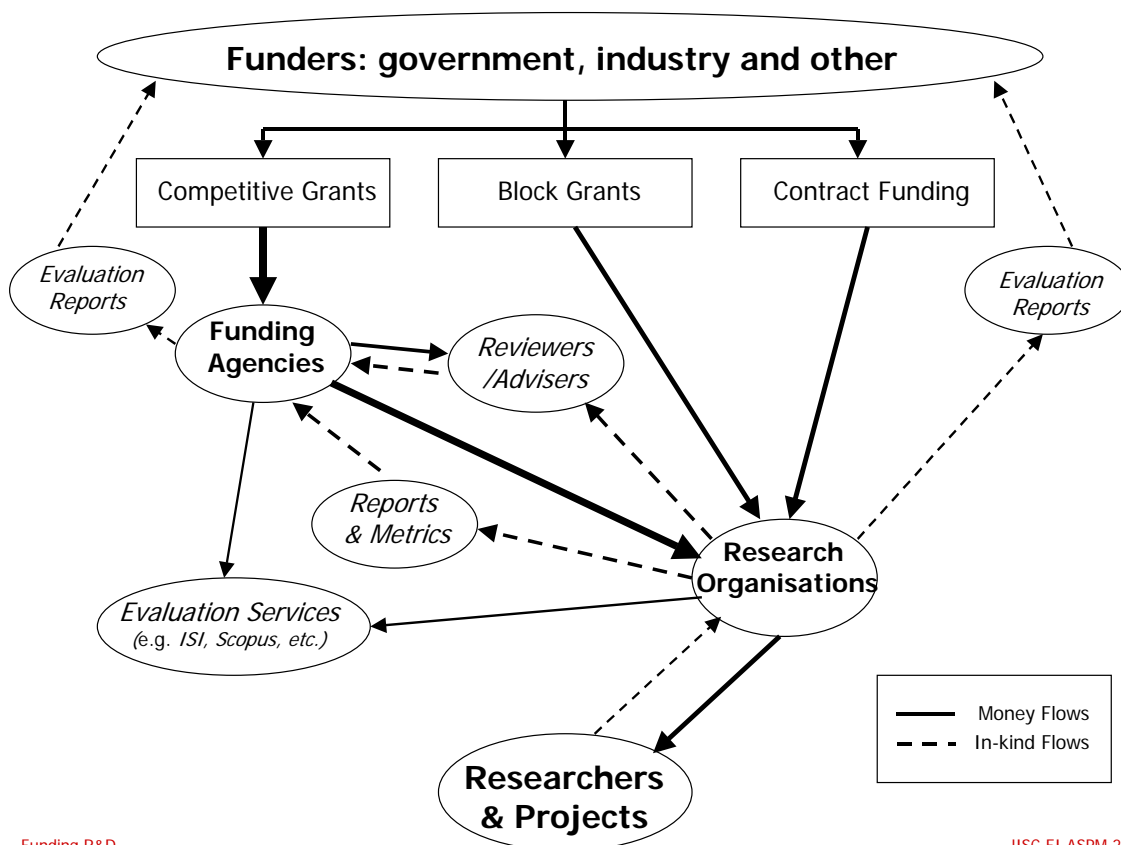 Funders: government, industry and other
Competitive Grants
Block Grants
Contract Funding
Evaluation
Reports
Evaluation
Reports
Funding
Agencies
Reviewers
/Advisers
Reports
& Metrics
Research
Organisations
Evaluation Services
(e.g. ISI, Scopus, etc.)
Money Flows
In-kind Flows
Researchers
& Projects
Funding R&D